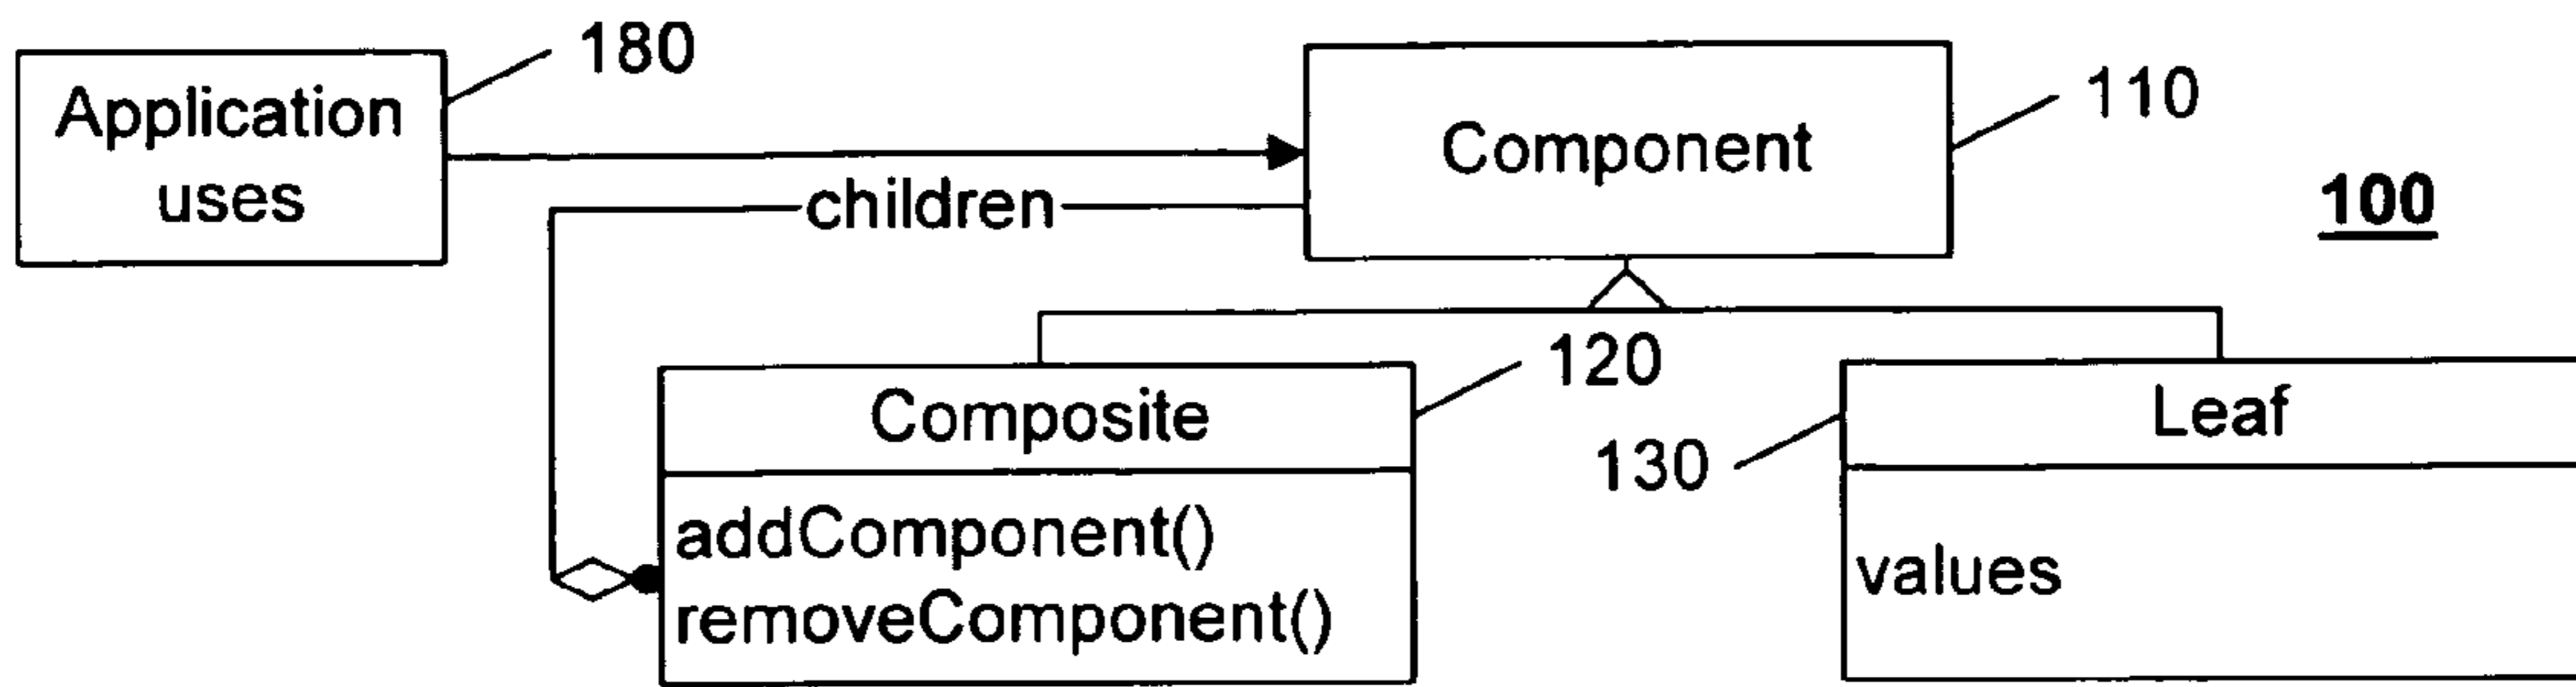 180
Application
uses
Component
110
children
100
120
Composite
addComponent()
removeComponent()
130
Leaf
values